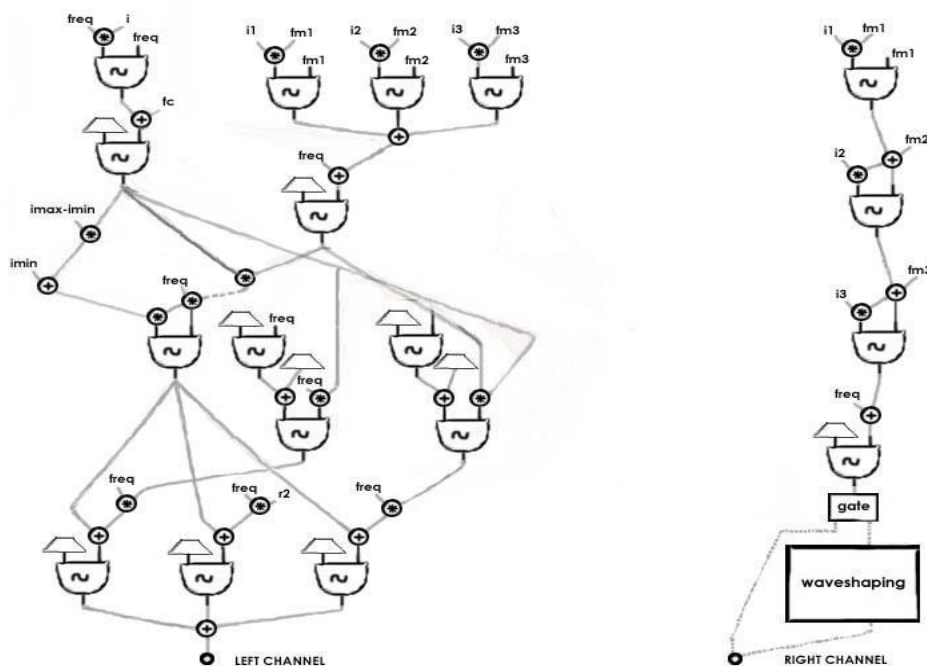 freq i
freq
i1 fm1 i2 fm2 i3 fm3
fm1 fm2 fm3
fc
freq
imax-imin
imin
freq
freq
freq
freq
freq r2
freq
LEFT CHANNEL
i1 fm1
fm1
fm2
i2
fm3
i3
freq
gate
waveshaping
RIGHT CHANNEL